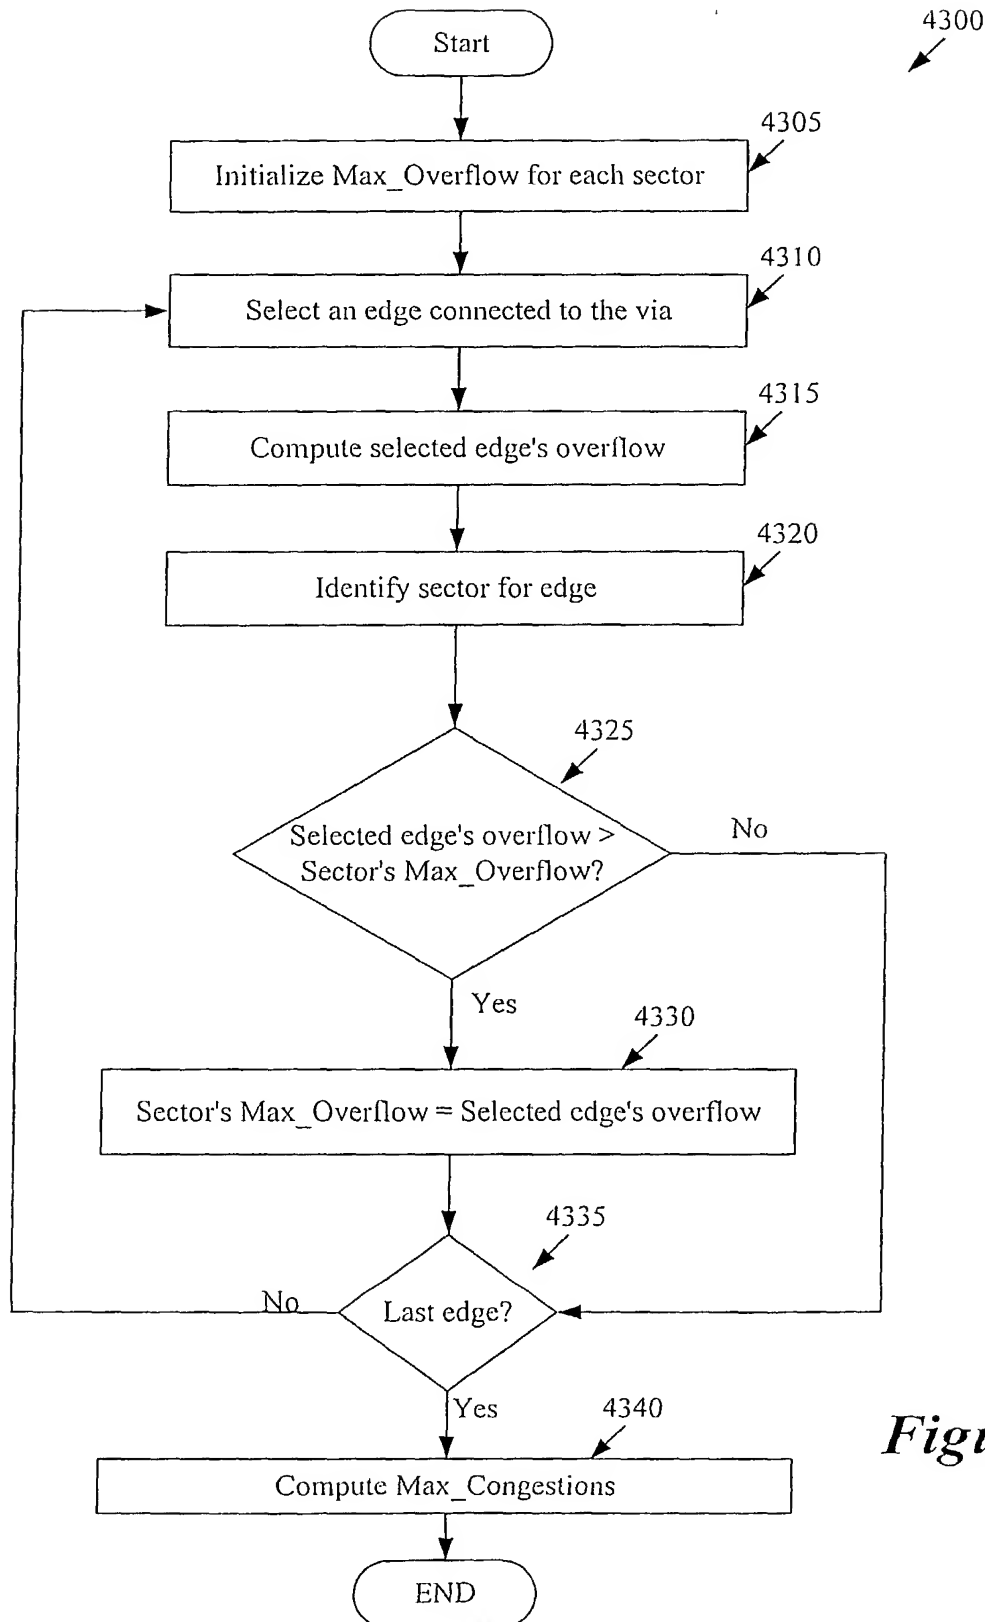 4300
Start
4305
Initialize Max_Overflow for each sector
4310
Select an edge connected to the via
4315
Compute selected edge's overflow
4320
Identify sector for edge
4325
Selected edge's overflow >
Sector's Max_Overflow?
No
Yes
4330
Sector's Max_Overflow = Selected edge's overflow
4335
Last edge?
No
Yes
4340
Compute Max_Congestions
END